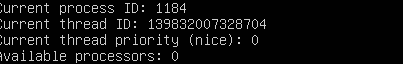 Current process ID: 1184
Current thread ID: 139832007328704
Current thread priority (nice): 0
Available processors: 0